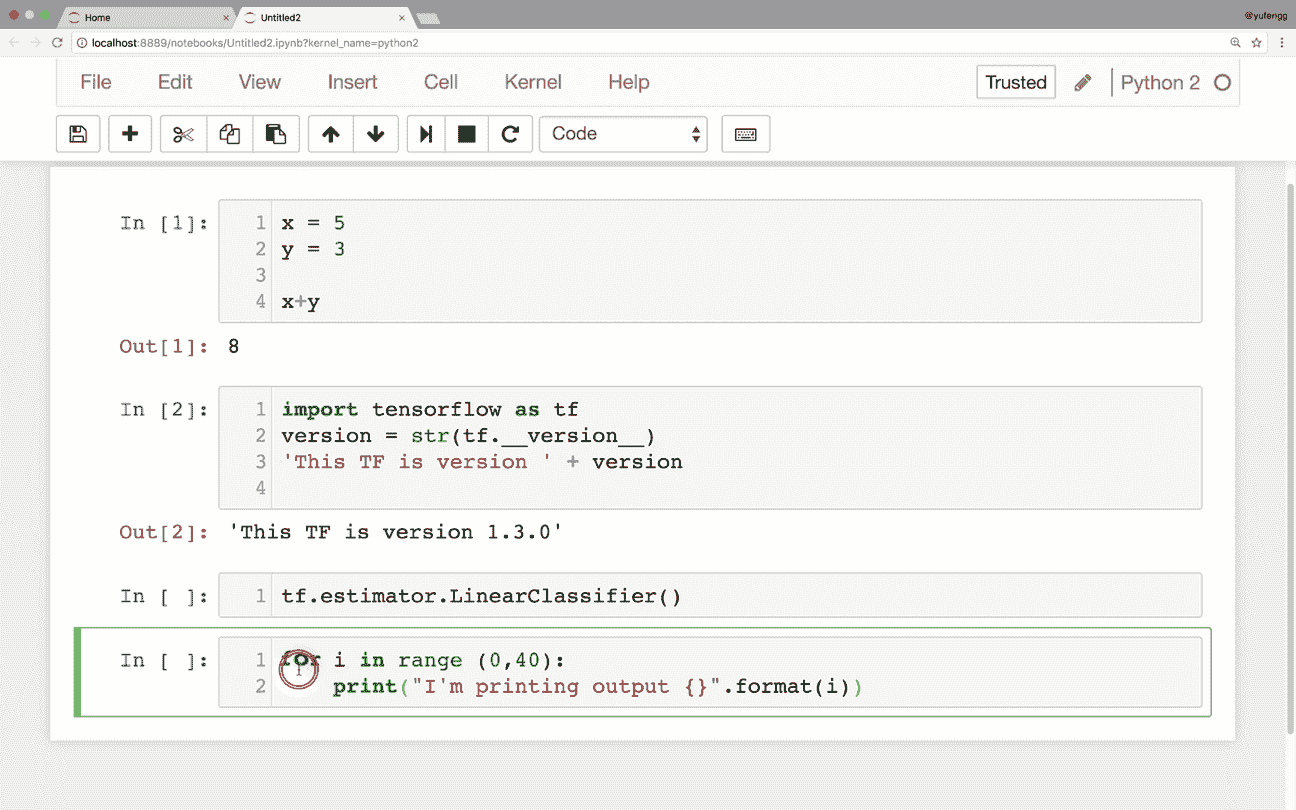 Home
Untitled2
@yufengg
localhost:8889/notebooks/Untitled2.ipynb?kernel_name=python2
File Edit View Insert Cell Kernel Help Trusted Python 2
Code
In [1]: 1 x = 5
2 y = 3
3
4 x+y
Out[1]: 8
In [2]: 1 import tensorflow as tf
2 version = str(tf.__version__)
3 'This TF is version ' + version
4
Out[2]: 'This TF is version 1.3.0'
In [ ]: 1 tf.estimator.LinearClassifier()
In [ ]: 1 for i in range (0,40):
2 print("I'm printing output {}".format(i))